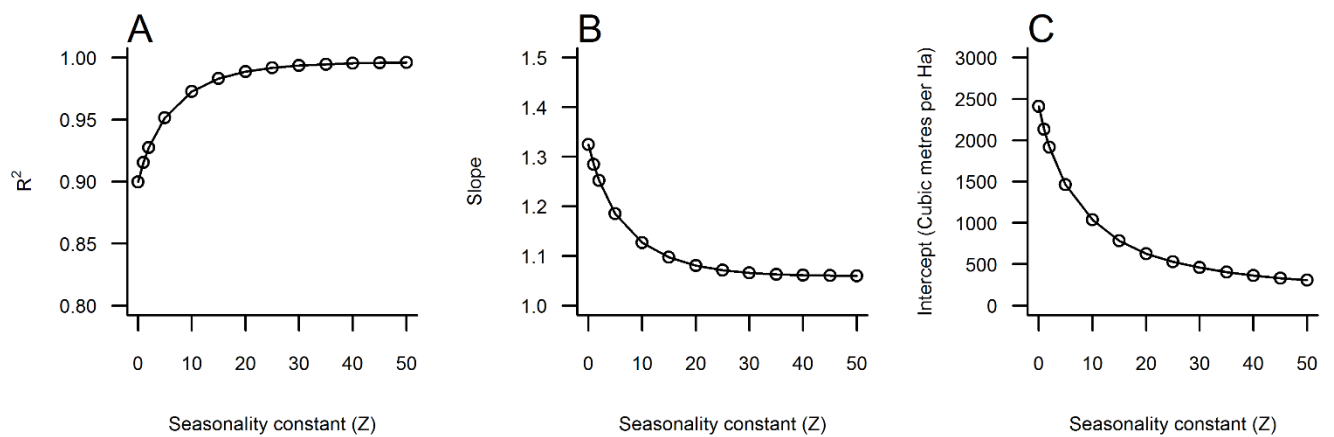 A
R2
1.00
0.95
0.90
0.85
0.80
0 10 20 30 40 50
Seasonality constant (Z)
B
Slope
1.5
1.4
1.3
1.2
1.1
1.0
0 10 20 30 40 50
Seasonality constant (Z)
C
Intercept (Cubic metres per Ha)
3000
2500
2000
1500
1000
500
0
0 10 20 30 40 50
Seasonality constant (Z)